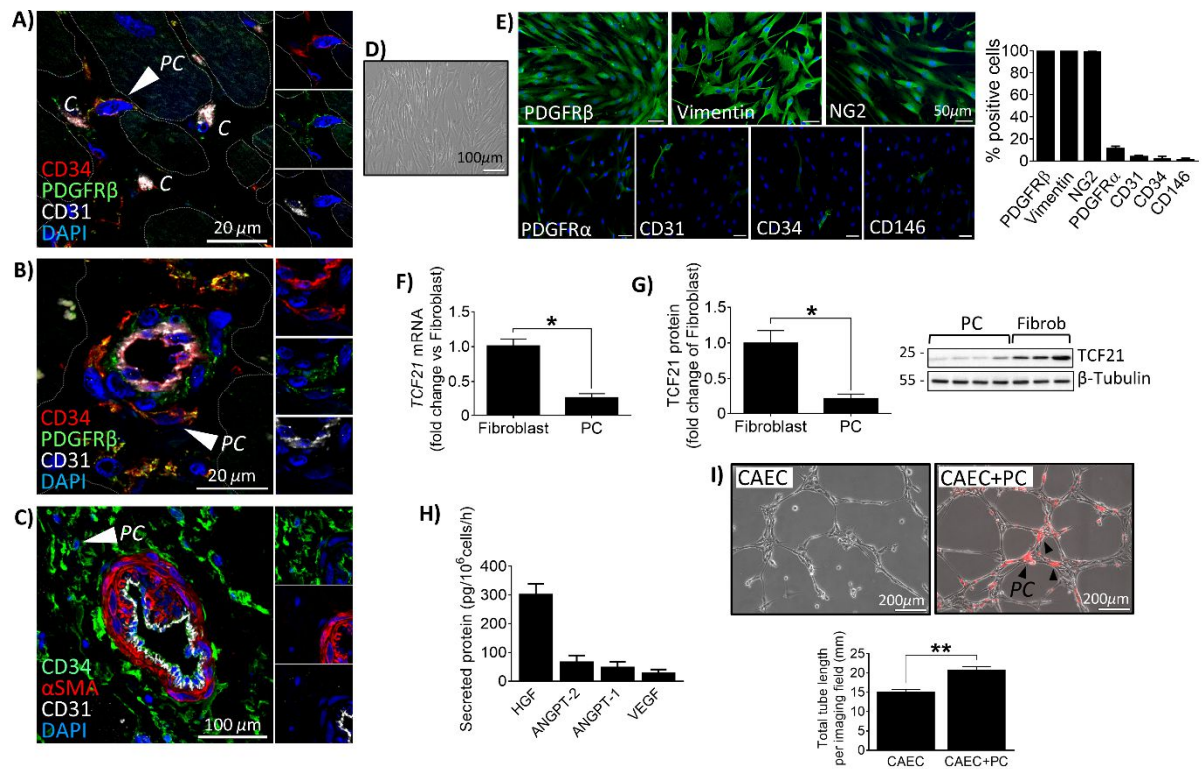 A)
PC
C
C
C
CD34
PDGFRβ
CD31
DAPI
20 µm
B)
CD34
PDGFRβ
CD31
DAPI
PC
20 µm
C)
PC
CD34
αSMA
CD31
DAPI
100 µm
D)
100µm
E)
PDGFRβ
Vimentin
NG2
50µm
PDGFRα
CD31
CD34
CD146
% positive cells
100
80
60
40
20
0
PDGFRβ
Vimentin
NG2
PDGFRα
CD31
CD34
CD146
F)
TCF21 mRNA
(fold change vs Fibroblast)
1.5
1.0
0.5
0
*
Fibroblast
PC
G)
TCF21 protein
(fold change of Fibroblast)
1.5
1.0
0.5
0.0
*
Fibroblast
PC
PC
Fibrob
25 -
TCF21
55 -
β-Tubulin
H)
Secreted protein (pg/10⁶cells/h)
400
300
200
100
0
HGF
ANGPT-2
ANGPT-1
VEGF
I)
CAEC
200µm
CAEC+PC
PC
200µm
Total tube length
per imaging field (mm)
25
20
15
10
5
0
**
CAEC
CAEC+PC